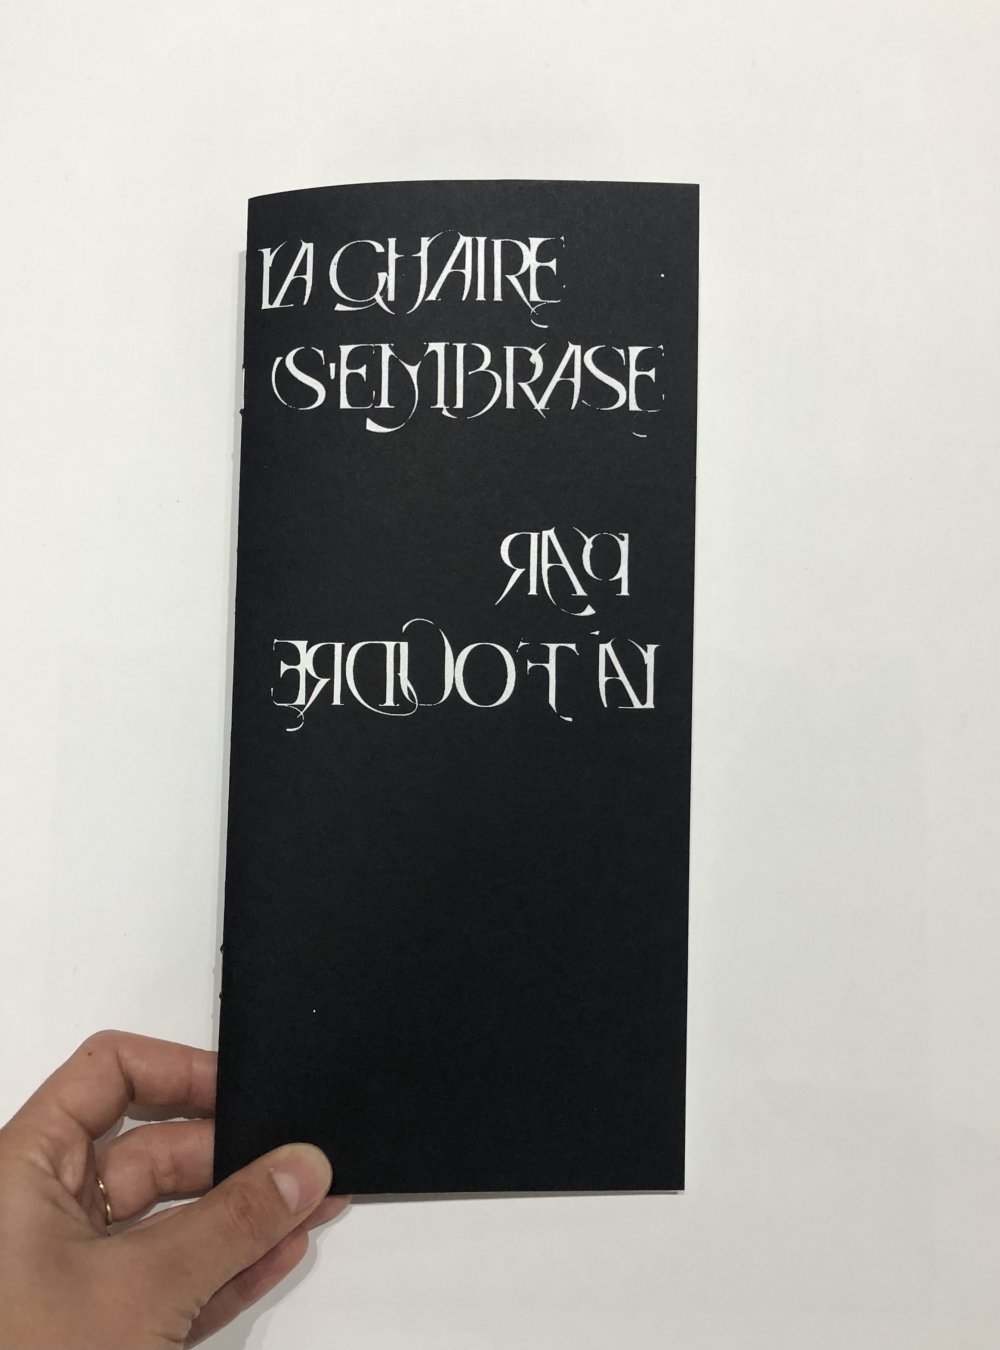 LA CHAIRE
S'EMBRASE
PAR
LA FOUDRE